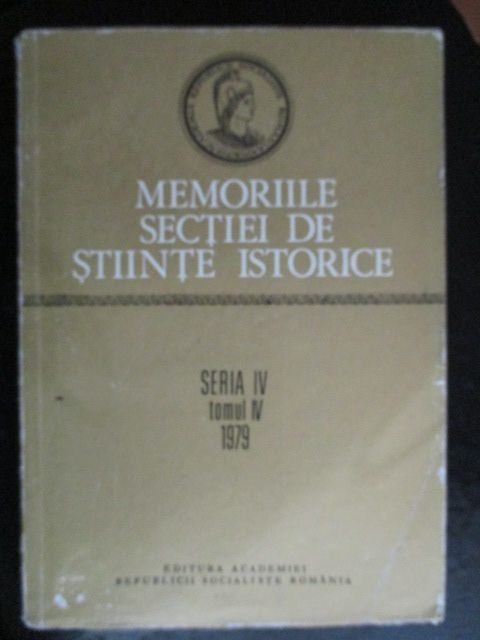 MEMORIILE
SECȚIEI DE
ȘTIINȚE ISTORICE
SERIA IV
tomul IV
1979
EDITURA ACADEMIEI
REPUBLICII SOCIALISTE ROMÂNIA